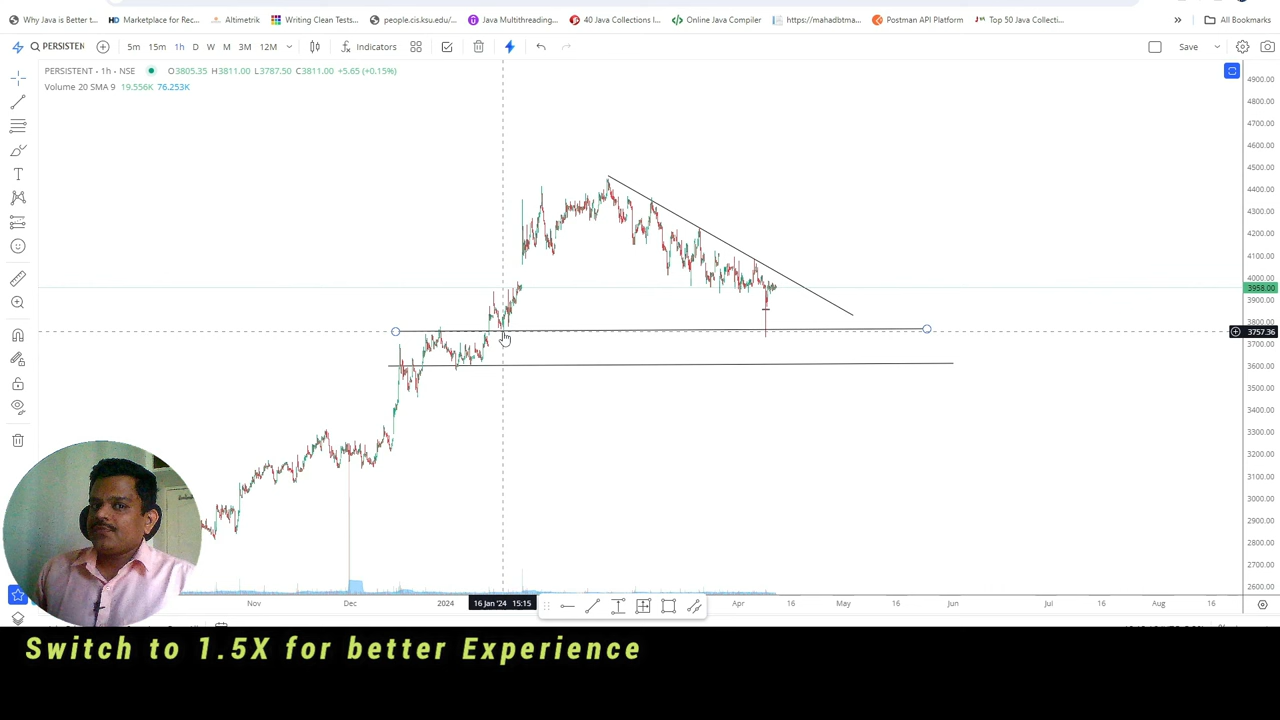 Why Java is Better t...
Marketplace for Rec...
Altimetrik
Writing Clean Tests...
people.cis.ksu.edu/...
Java Multithreading...
40 Java Collections I...
Online Java Compiler
https://mahadbtma...
Postman API Platform
Top 50 Java Collecti...
»
All Bookmarks
PERSISTEN
5m 15m 1h D W M 3M 12M
Indicators
Save
PERSISTENT · 1h · NSE
O3805.35 H3811.00 L3787.50 C3811.00 +5.65 (+0.15%)
Volume 20 SMA 9 19.556K 76.253K
4900.00
4800.00
4700.00
4600.00
4500.00
4400.00
4300.00
4200.00
4100.00
4000.00
3958.00
3900.00
3800.00
3757.36
3700.00
3600.00
3500.00
3400.00
3300.00
3200.00
3100.00
3000.00
2900.00
2800.00
2700.00
2600.00
Nov Dec 2024 16 Jan '24 15:15 Apr 16 May 16 Jun 16 Jul 16 Aug 16
Switch to 1.5X for better Experience